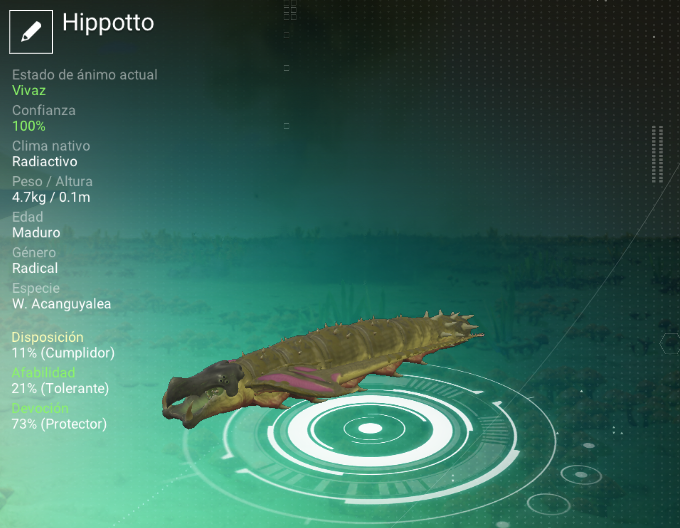 Hippotto
Estado de ánimo actual
Vivaz
Confianza
100%
Clima nativo
Radiactivo
Peso / Altura
4.7kg / 0.1m
Edad
Maduro
Género
Radical
Especie
W. Acanguyalea
Disposición
11% (Cumplidor)
Afabilidad
21% (Tolerante)
Devoción
73% (Protector)